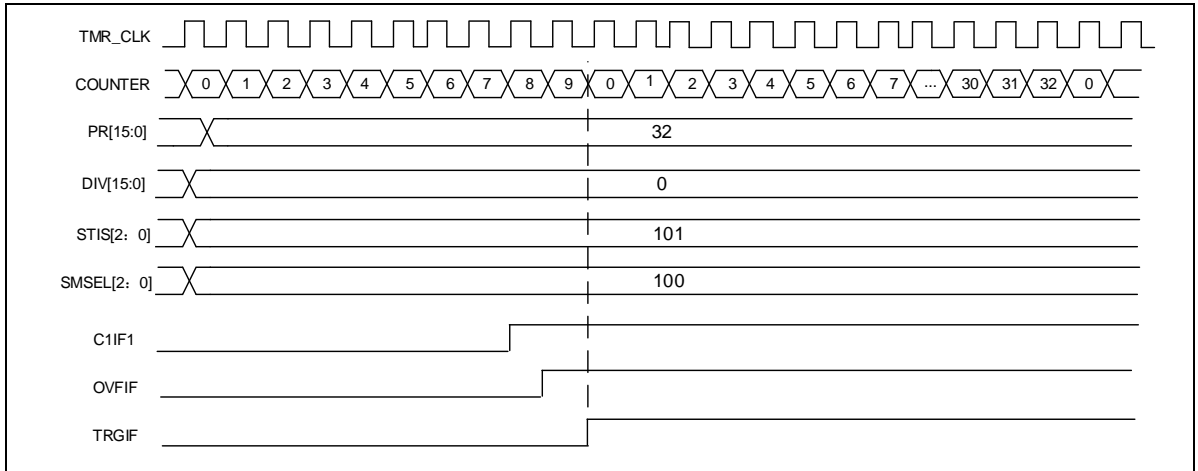 TMR_CLK
COUNTER 0 1 2 3 4 5 6 7 8 9 0 1 2 3 4 5 6 7 ... 30 31 32 0
PR[15:0] 32
DIV[15:0] 0
STIS[2：0] 101
SMSEL[2：0] 100
C1IF1
OVFIF
TRGIF